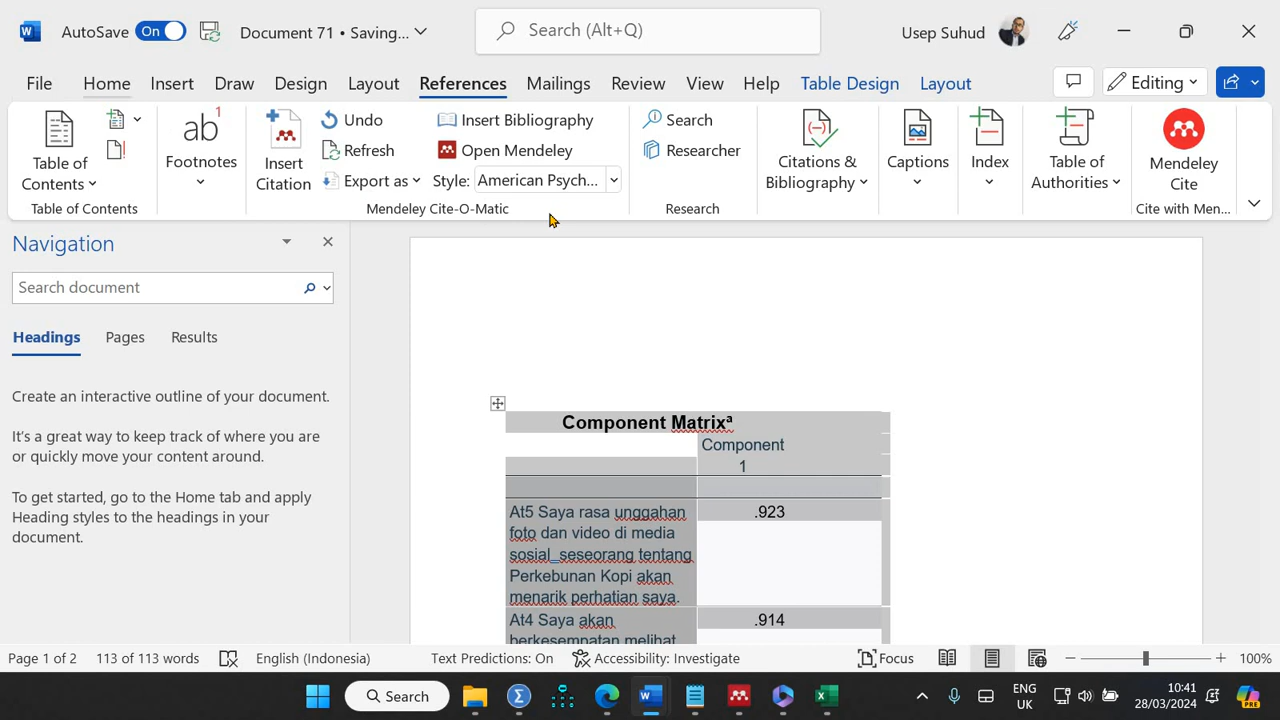 AutoSave On Document 71 • Saving... Search (Alt+Q) Usep Suhud
File Home Insert Draw Design Layout References Mailings Review View Help Table Design Layout Editing
Table of Contents
Table of Contents
ab 1
Footnotes
Insert Citation
Undo
Refresh
Export as
Insert Bibliography
Open Mendeley
Style: American Psych...
Mendeley Cite-O-Matic
Search
Researcher
Research
Citations & Bibliography
Captions
Index
Table of Authorities
Mendeley Cite
Cite with Men...
Navigation
Search document
Headings Pages Results
Create an interactive outline of your document.
It's a great way to keep track of where you are
or quickly move your content around.
To get started, go to the Home tab and apply
Heading styles to the headings in your
document.
Component Matrixᵃ
Component
1
At5 Saya rasa unggahan .923
foto dan video di media
sosial_seseorang tentang
Perkebunan Kopi akan
menarik perhatian saya.
At4 Saya akan .914
berkesempatan melihat
Page 1 of 2 113 of 113 words English (Indonesia) Text Predictions: On Accessibility: Investigate Focus 100%
Search ENG 10:41
UK 28/03/2024 PRE